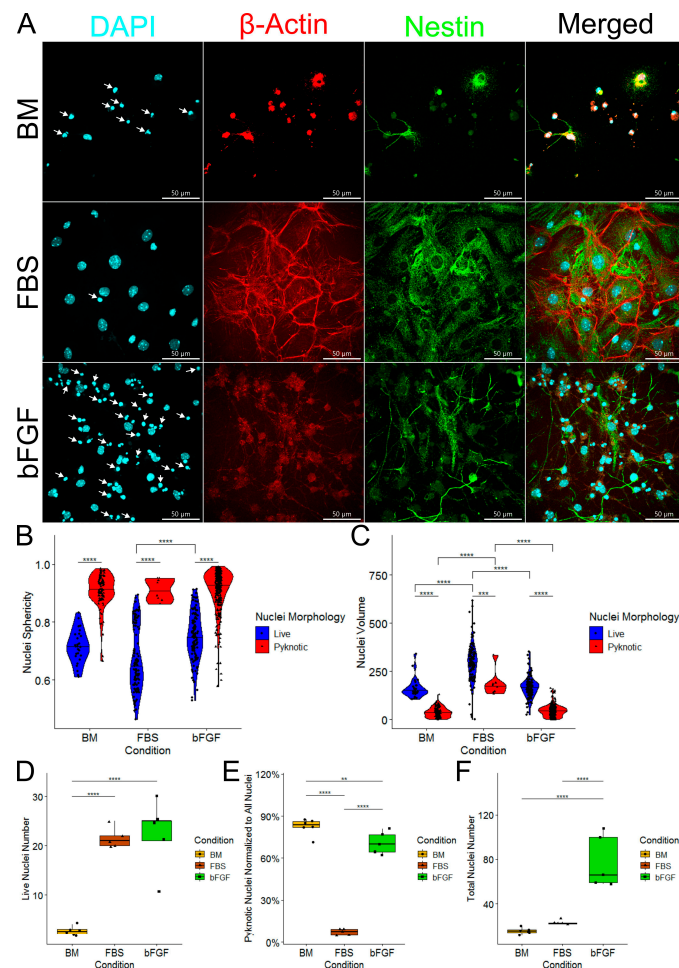 A DAPI β-Actin Nestin Merged
BM
50 µm 50 µm 50 µm 50 µm
FBS
50 µm 50 µm 50 µm 50 µm
bFGF
50 µm 50 µm 50 µm 50 µm
B
Nuclei Sphericity
1.0
0.8
0.6
**** **** **** ****
BM FBS bFGF
Condition
Nuclei Morphology
Live
Pyknotic
C
Nuclei Volume
750
500
250
0
**** **** **** **** **** *** ****
BM FBS bFGF
Condition
Nuclei Morphology
Live
Pyknotic
D
Live Nuclei Number
30
20
10
****
****
BM FBS bFGF
Condition
Condition
BM
FBS
bFGF
E
Pyknotic Nuclei Normalized to All Nuclei
120%
90%
60%
30%
0%
**
****
****
BM FBS bFGF
Condition
Condition
BM
FBS
bFGF
F
Total Nuclei Number
120
80
40
****
****
BM FBS bFGF
Condition
Condition
BM
FBS
bFGF